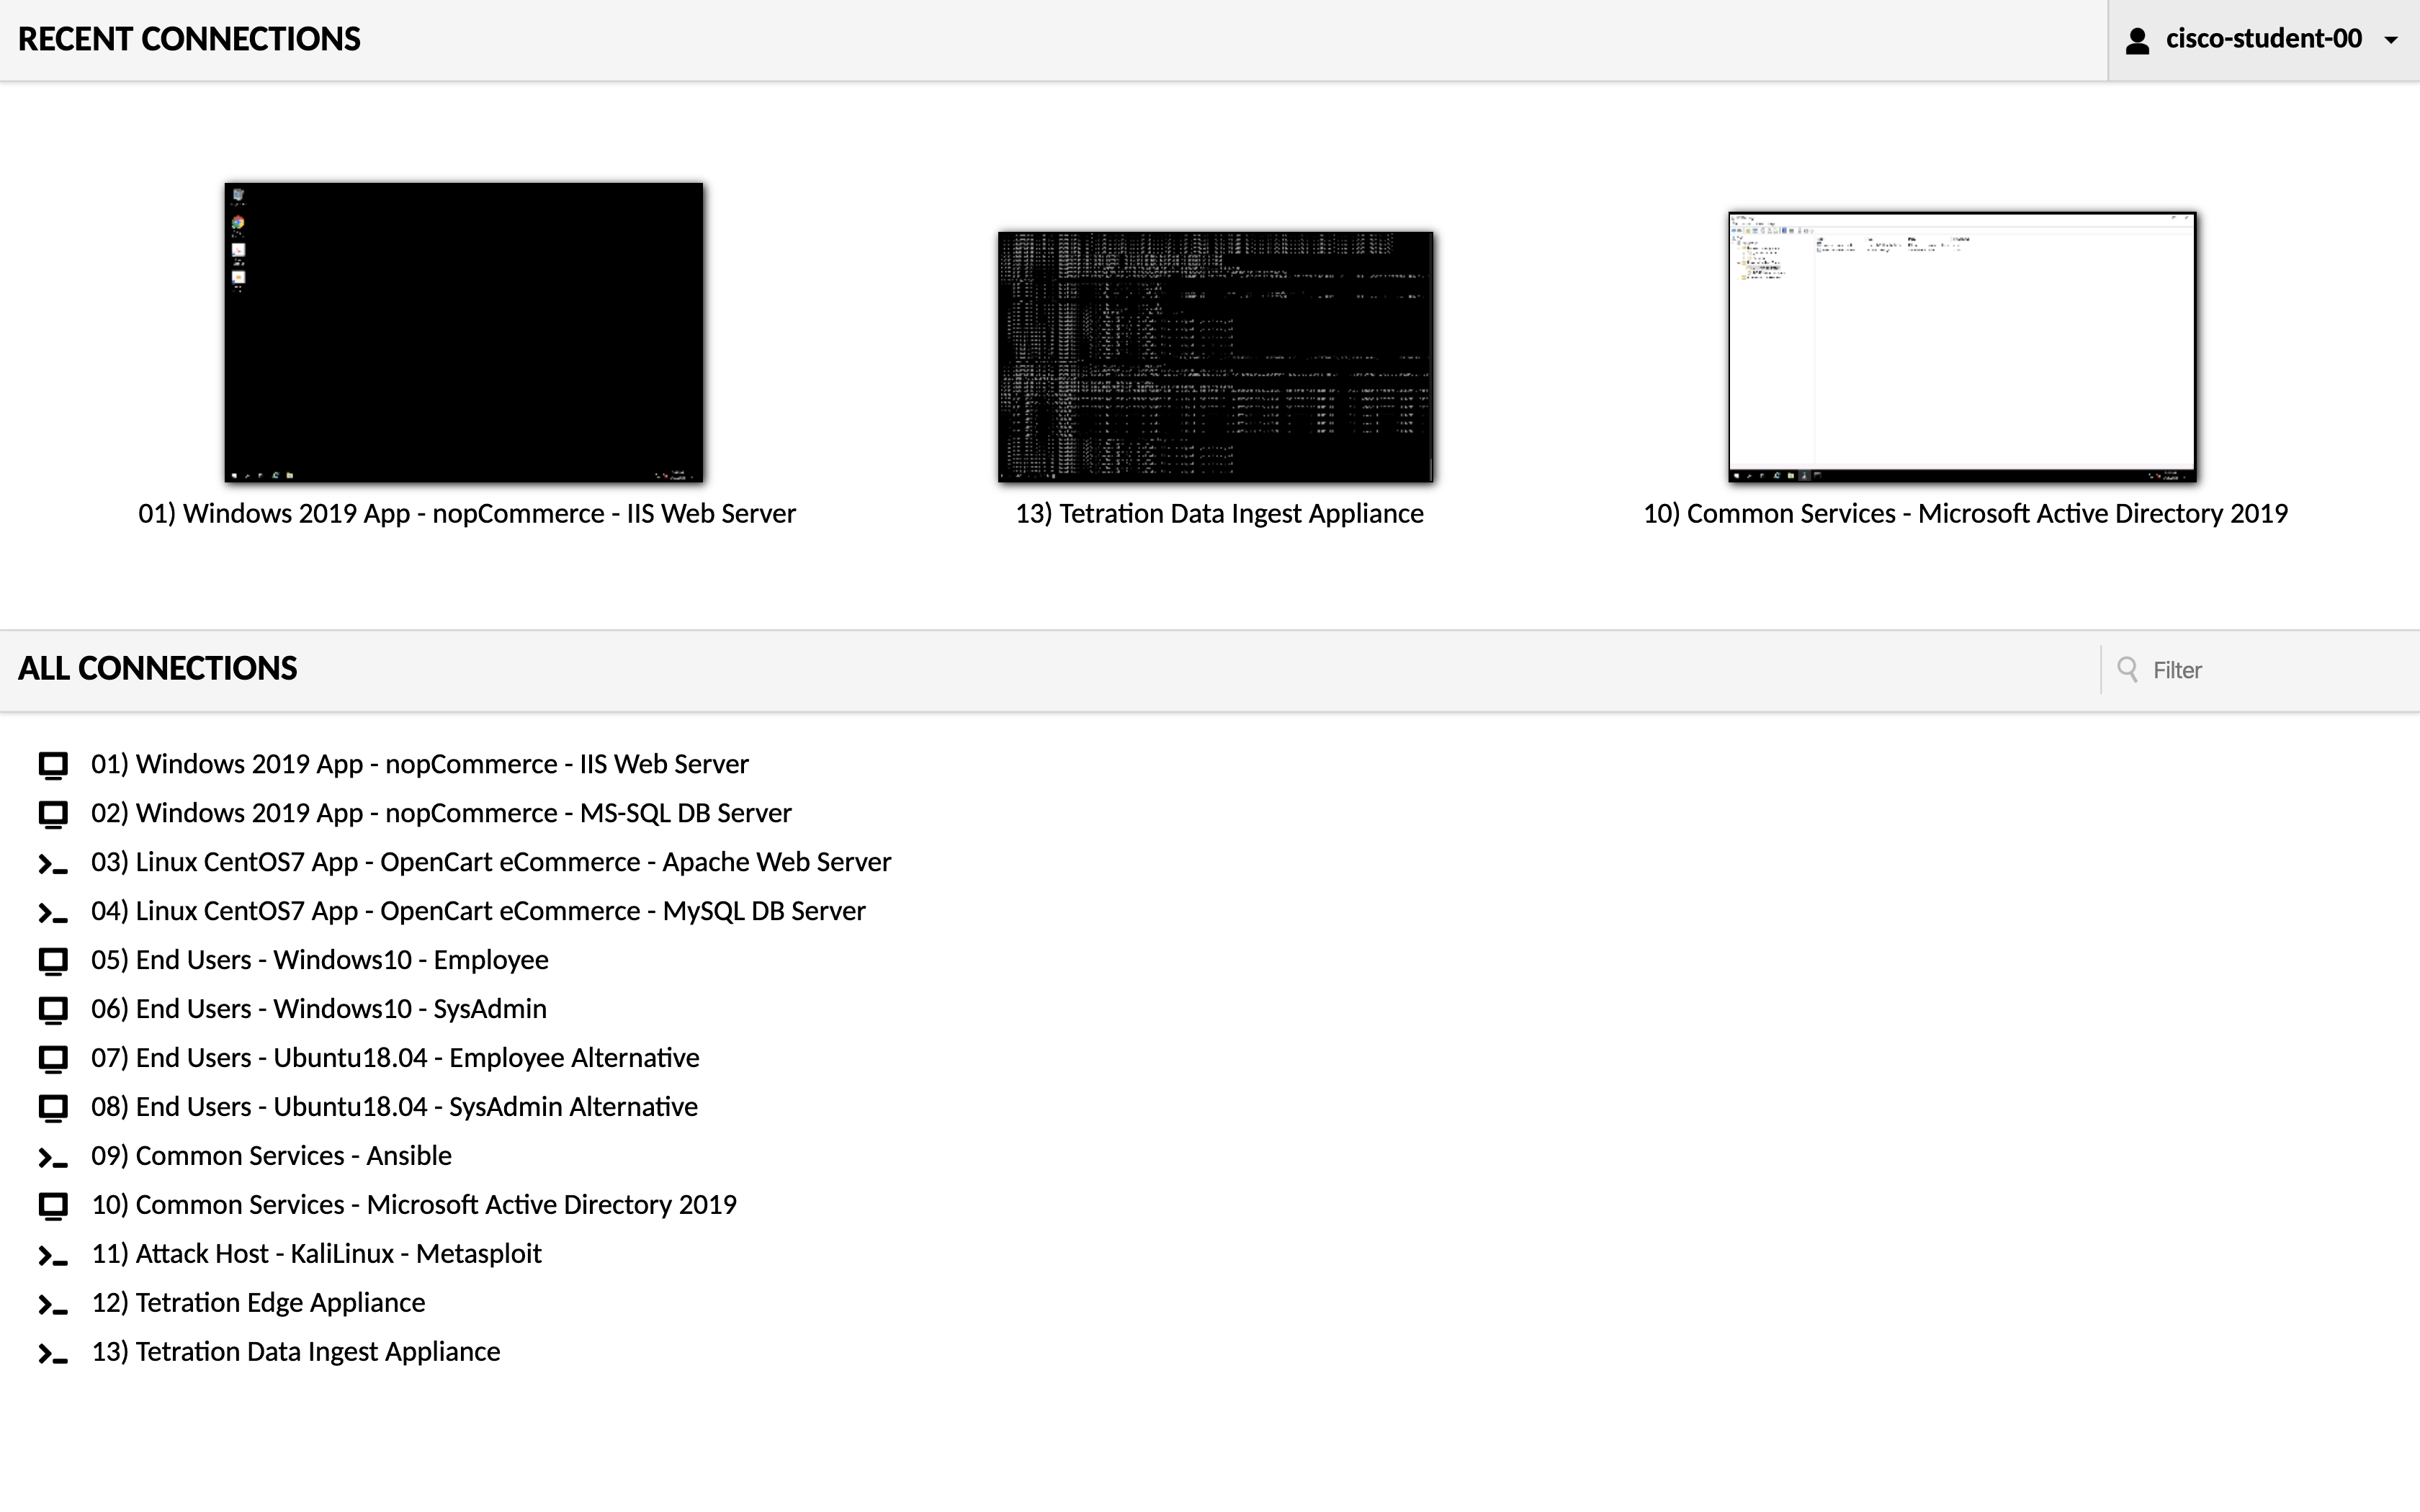 RECENT CONNECTIONS
cisco-student-00
01) Windows 2019 App - nopCommerce - IIS Web Server
13) Tetration Data Ingest Appliance
10) Common Services - Microsoft Active Directory 2019
ALL CONNECTIONS
Filter
01) Windows 2019 App - nopCommerce - IIS Web Server
02) Windows 2019 App - nopCommerce - MS-SQL DB Server
03) Linux CentOS7 App - OpenCart eCommerce - Apache Web Server
04) Linux CentOS7 App - OpenCart eCommerce - MySQL DB Server
05) End Users - Windows10 - Employee
06) End Users - Windows10 - SysAdmin
07) End Users - Ubuntu18.04 - Employee Alternative
08) End Users - Ubuntu18.04 - SysAdmin Alternative
09) Common Services - Ansible
10) Common Services - Microsoft Active Directory 2019
11) Attack Host - KaliLinux - Metasploit
12) Tetration Edge Appliance
13) Tetration Data Ingest Appliance